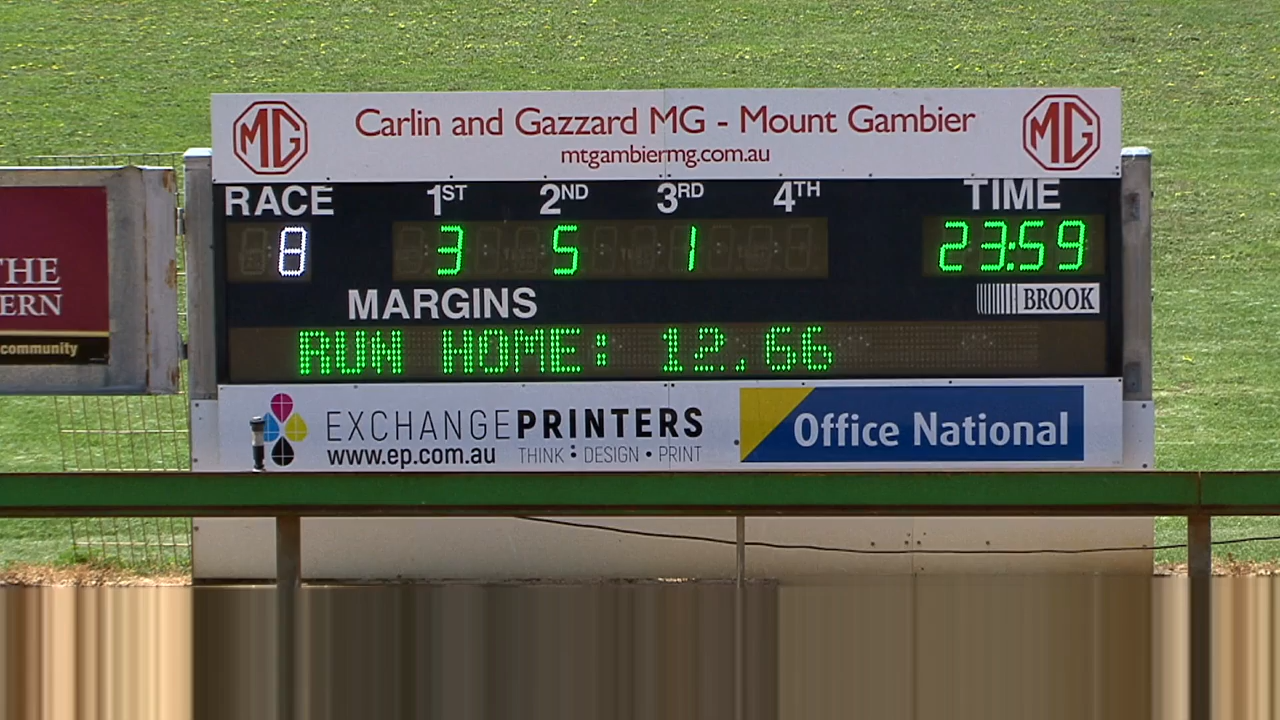 MG Carlin and Gazzard MG - Mount Gambier MG
mtgambiermg.com.au
RACE 1ST 2ND 3RD 4TH TIME
8 3 5 1 23:59
MARGINS BROOK
RUN HOME: 12.56
EXCHANGEPRINTERS
www.ep.com.au THINK : DESIGN • PRINT
Office National
THE
ERN
community